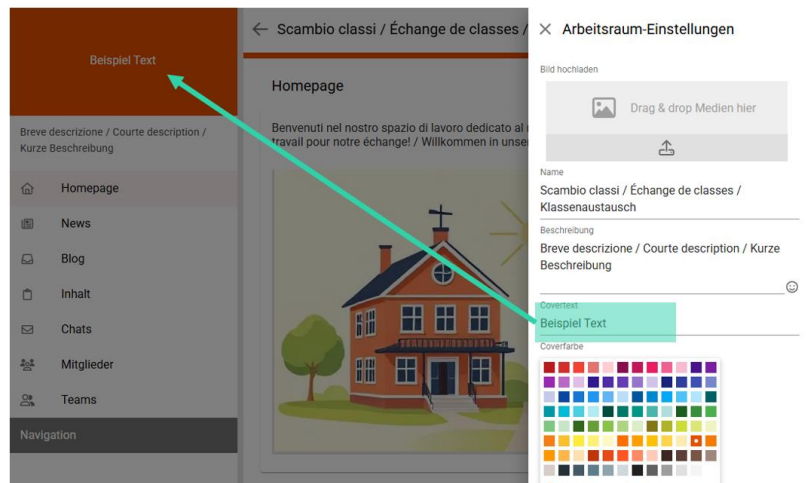 Beispiel Text
Breve descrizione / Courte description /
Kurze Beschreibung
Homepage
News
Blog
Inhalt
Chats
Mitglieder
Teams
Navigation
Scambio classi / Échange de classes /
Homepage
Benvenuti nel nostro spazio di lavoro dedicato al
travail pour notre échange! / Willkommen in
Arbeitsraum-Einstellungen
Bild hochladen
Drag & drop Medien hier
Name
Scambio classi / Échange de classes /
Klassenaustausch
Beschreibung
Breve descrizione / Courte description / Kurze
Beschreibung
Covertext
Beispiel Text
Coverfarbe